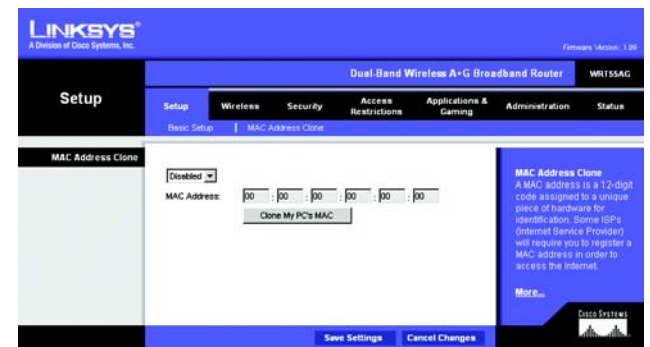 LINKSYS®
A Division of Cisco Systems, Inc.
Firmware Version: 1.06
Dual-Band Wireless A+G Broadband Router
WRT55AG
Setup
Setup
Wireless
Security
Access Restrictions
Applications & Gaming
Administration
Status
Basic Setup | MAC Address Clone
MAC Address Clone
Disabled
MAC Address: 00 : 00 : 00 : 00 : 00 : 00
Clone My PC's MAC
MAC Address Clone
A MAC address is a 12-digit
code assigned to a unique
piece of hardware for
identification. Some ISPs
(Internet Service Provider)
will require you to register a
MAC address in order to
access the Internet.
More...
CISCO SYSTEMS
Save Settings
Cancel Changes